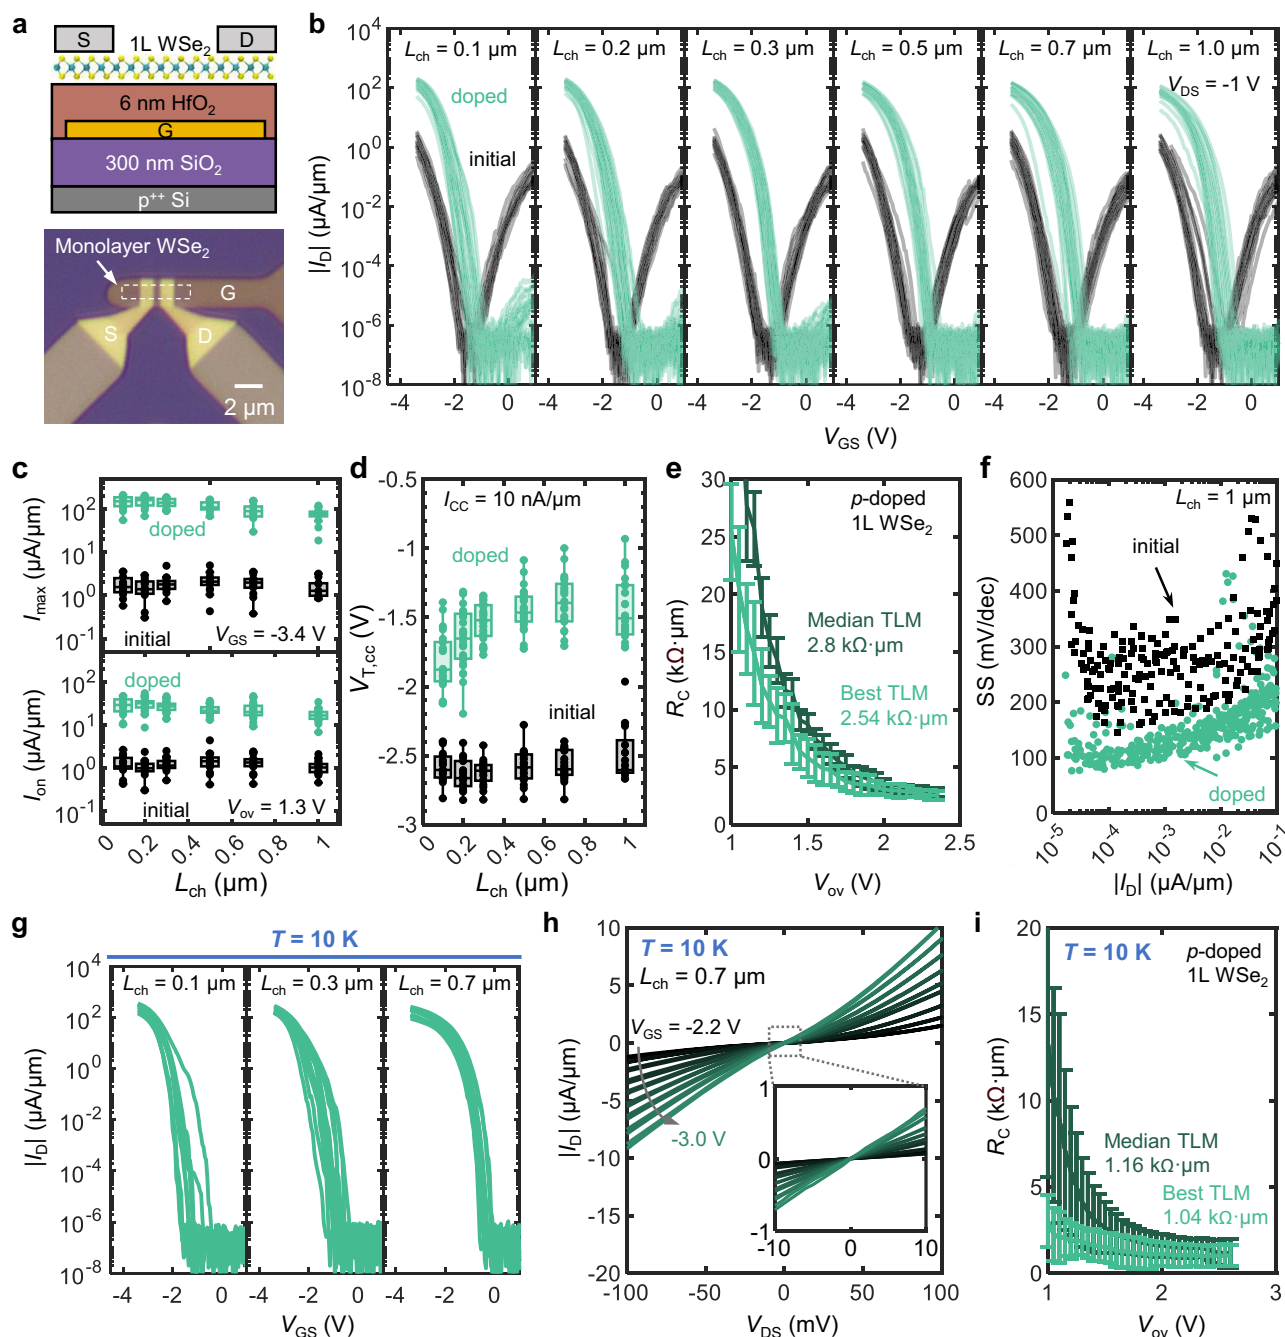 a
S
1L WSe2
D
6 nm HfO2
G
300 nm SiO2
p++ Si
Monolayer WSe2
G
S
D
2 μm
b
Lch = 0.1 μm
Lch = 0.2 μm
Lch = 0.3 μm
Lch = 0.5 μm
Lch = 0.7 μm
Lch = 1.0 μm
VDS = -1 V
doped
initial
|ID| (μA/μm)
10^4
10^2
10^0
10^-2
10^-4
10^-6
10^-8
-4 -2 0 -4 -2 0 -4 -2 0 -4 -2 0 -4 -2 0 -4 -2 0
VGS (V)
c
Imax (μA/μm)
10^2
10^1
10^0
10^-1
doped
initial
VGS = -3.4 V
Ion (μA/μm)
10^2
10^1
10^0
10^-1
doped
initial
Vov = 1.3 V
0 0.2 0.4 0.6 0.8 1
Lch (μm)
d
VT,cc (V)
-0.5
-1
-1.5
-2
-2.5
-3
ICC = 10 nA/μm
doped
initial
0 0.2 0.4 0.6 0.8 1
Lch (μm)
e
RC (kΩ·μm)
30
25
20
15
10
5
0
p-doped
1L WSe2
Median TLM
2.8 kΩ·μm
Best TLM
2.54 kΩ·μm
1 1.5 2 2.5
Vov (V)
f
SS (mV/dec)
600
500
400
300
200
100
0
Lch = 1 μm
initial
doped
10^-5 10^-4 10^-3 10^-2 10^-1
|ID| (μA/μm)
g
T = 10 K
Lch = 0.1 μm
Lch = 0.3 μm
Lch = 0.7 μm
|ID| (μA/μm)
10^4
10^2
10^0
10^-2
10^-4
10^-6
10^-8
-4 -2 0 -4 -2 0 -4 -2 0
VGS (V)
h
|ID| (μA/μm)
10
5
0
-5
-10
-15
-20
T = 10 K
Lch = 0.7 μm
VGS = -2.2 V
-3.0 V
1
0
-1
-10 0 10
-100 -50 0 50 100
VDS (mV)
i
RC (kΩ·μm)
20
15
10
5
0
T = 10 K
p-doped
1L WSe2
Median TLM
1.16 kΩ·μm
Best TLM
1.04 kΩ·μm
1 2 3
Vov (V)